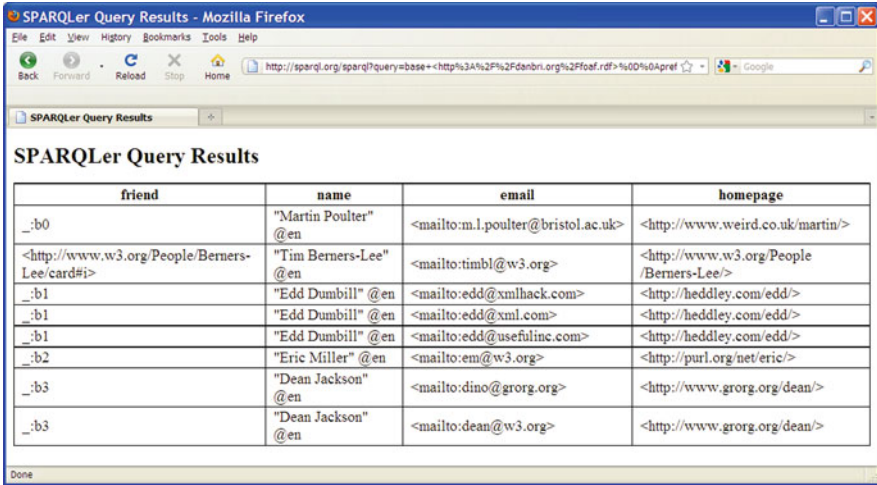 SPARQLer Query Results - Mozilla Firefox
File Edit View History Bookmarks Tools Help
Back Forward Reload Stop Home http://sparql.org/sparql?query=base+<http%3A%2F%2Fdanbri.org%2Ffoaf.rdf>%0D%0Apref Google
SPARQLer Query Results
SPARQLer Query Results
friend name email homepage
_:b0 "Martin Poulter" @en <mailto:m.l.poulter@bristol.ac.uk> <http://www.weird.co.uk/martin/>
<http://www.w3.org/People/Berners-Lee/card#i> "Tim Berners-Lee" @en <mailto:timbl@w3.org> <http://www.w3.org/People/Berners-Lee/>
_:b1 "Edd Dumbill" @en <mailto:edd@xmlhack.com> <http://heddley.com/edd/>
_:b1 "Edd Dumbill" @en <mailto:edd@xml.com> <http://heddley.com/edd/>
_:b1 "Edd Dumbill" @en <mailto:edd@usefulinc.com> <http://heddley.com/edd/>
_:b2 "Eric Miller" @en <mailto:em@w3.org> <http://purl.org/net/eric/>
_:b3 "Dean Jackson" @en <mailto:dino@grorg.org> <http://www.grorg.org/dean/>
_:b3 "Dean Jackson" @en <mailto:dean@w3.org> <http://www.grorg.org/dean/>
Done